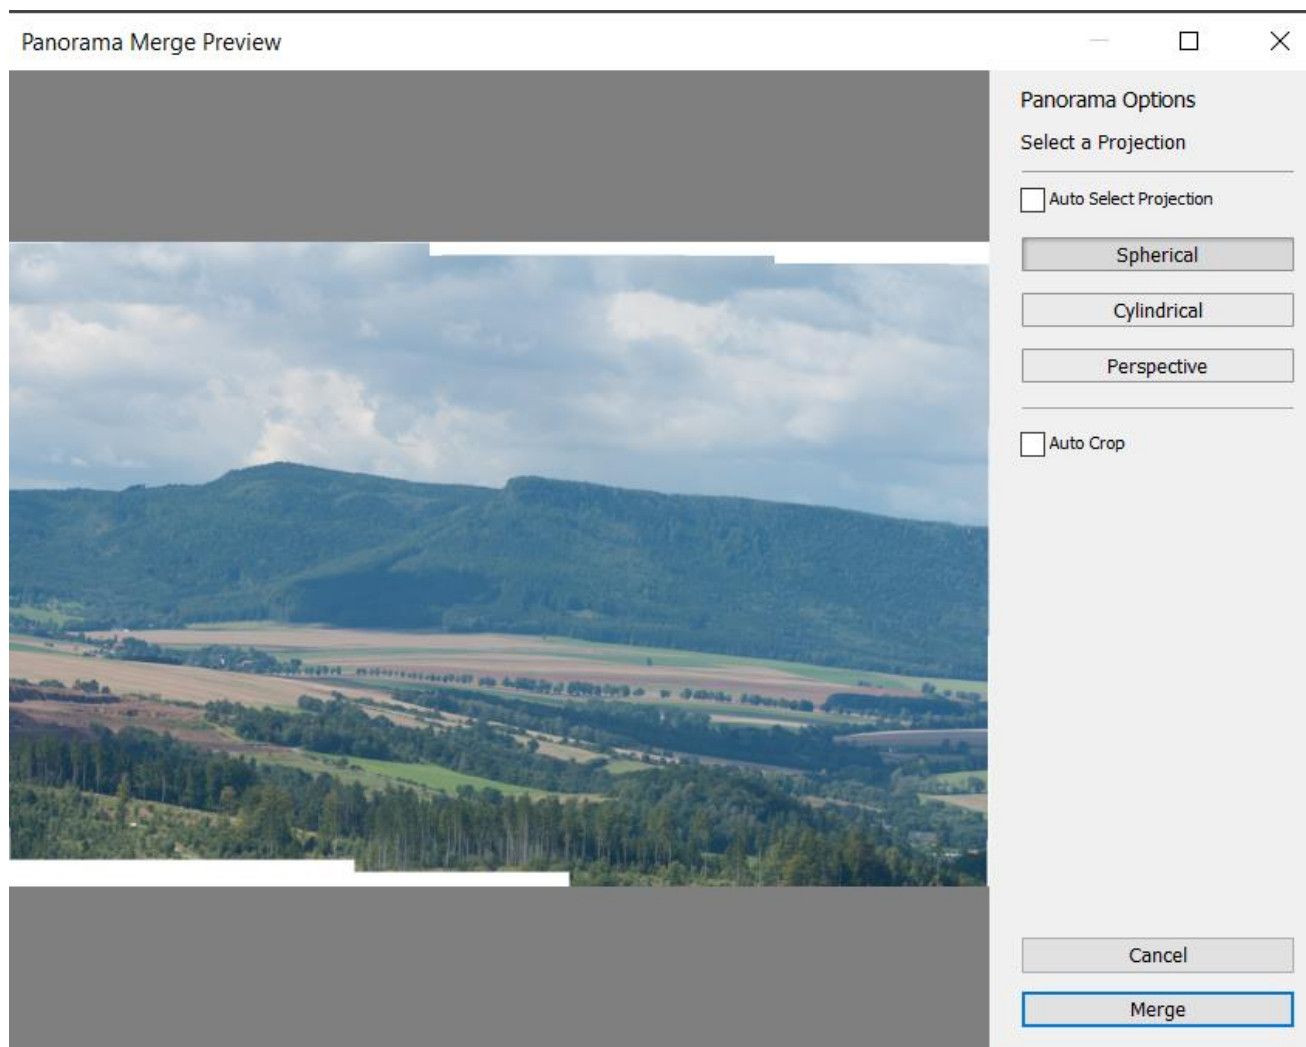 Panorama Merge Preview
Panorama Options
Select a Projection
Auto Select Projection
Spherical
Cylindrical
Perspective
Auto Crop
Cancel
Merge